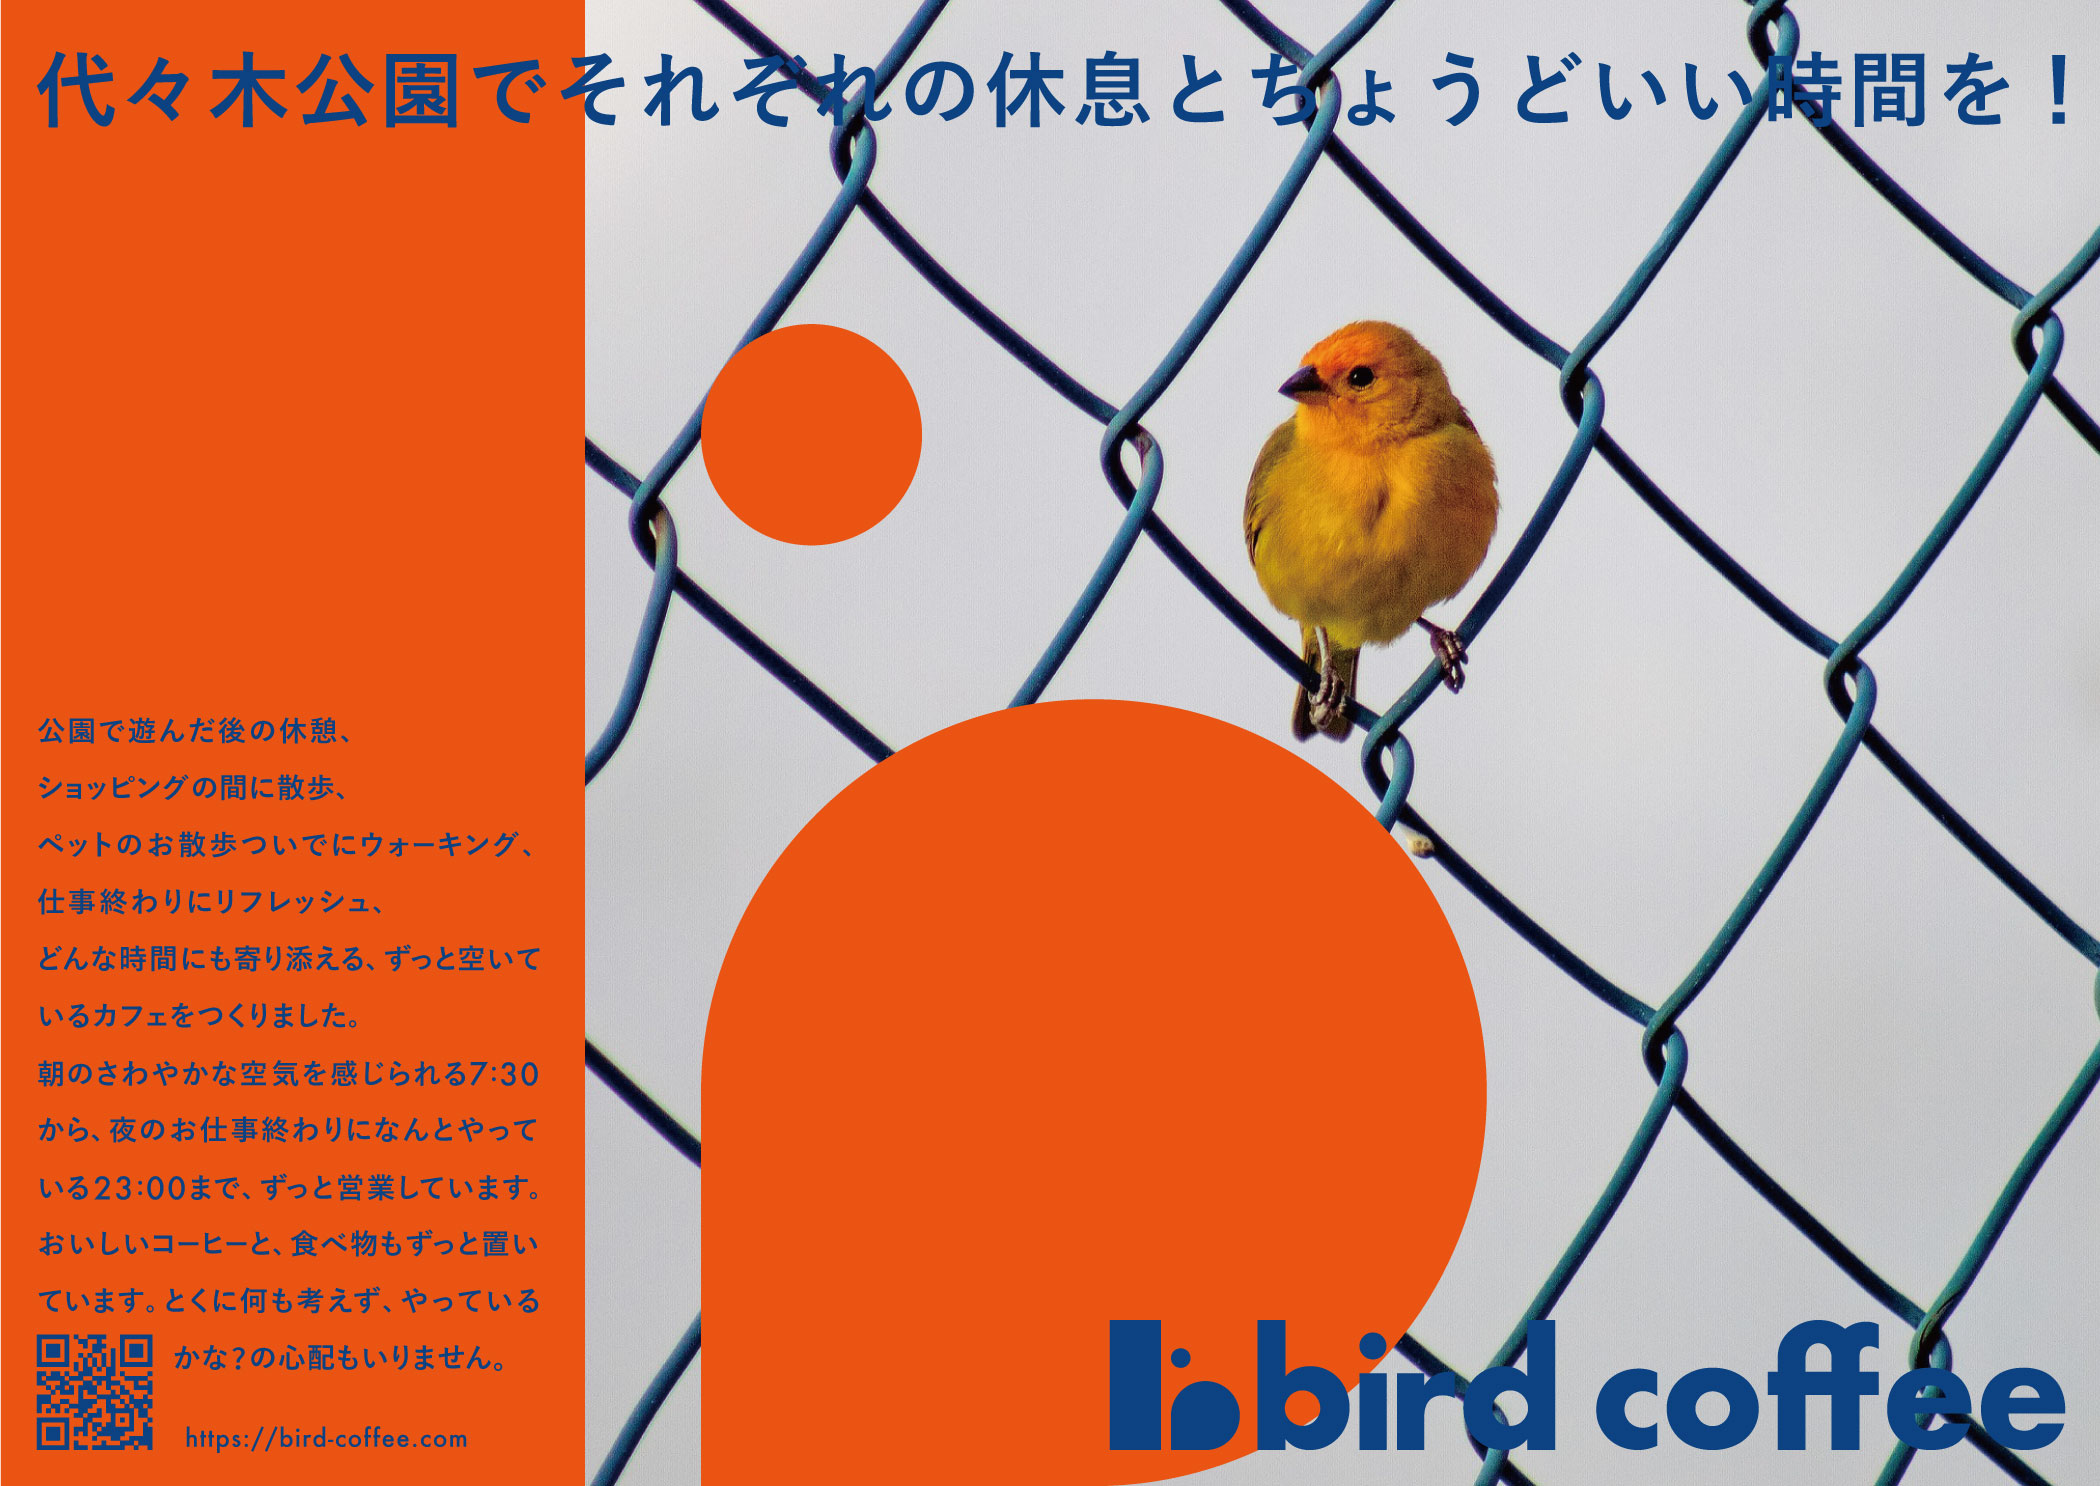 代々木公園でそれぞれの休息とちょうどいい時間を！
公園で遊んだ後の休憩、
ショッピングの間に散歩、
ペットのお散歩ついでにウォーキング、
仕事終わりにリフレッシュ、
どんな時間にも寄り添える、ずっと空いて
いるカフェをつくりました。
朝のさわやかな空気を感じられる7:30
から、夜のお仕事終わりになんとやって
いる23:00まで、ずっと営業しています。
おいしいコーヒーと、食べ物もずっと置い
ています。とくに何も考えず、やっている
かな？の心配もいりません。
https://bird-coffee.com
bird coffee